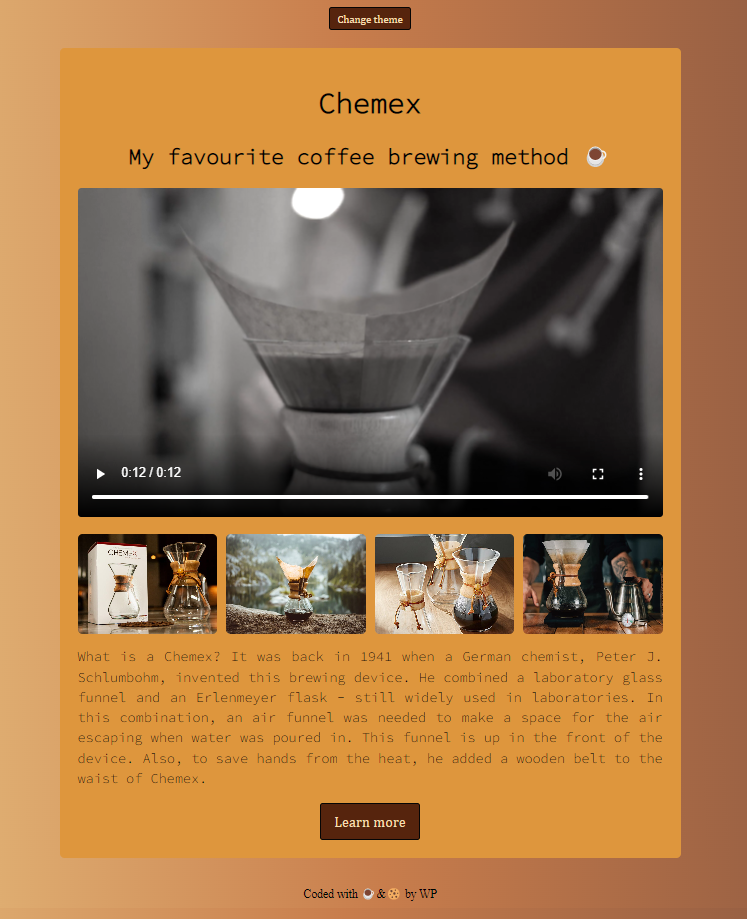 Change theme
Chemex
My favourite coffee brewing method ☕
0:12 / 0:12
CHEMEX
What is a Chemex? It was back in 1941 when a German chemist, Peter J.
Schlumbohm, invented this brewing device. He combined a laboratory glass
funnel and an Erlenmeyer flask - still widely used in laboratories. In
this combination, an air funnel was needed to make a space for the air
escaping when water was poured in. This funnel is up in the front of the
device. Also, to save hands from the heat, he added a wooden belt to the
waist of Chemex.
Learn more
Coded with ☕ & 🍪 by WP